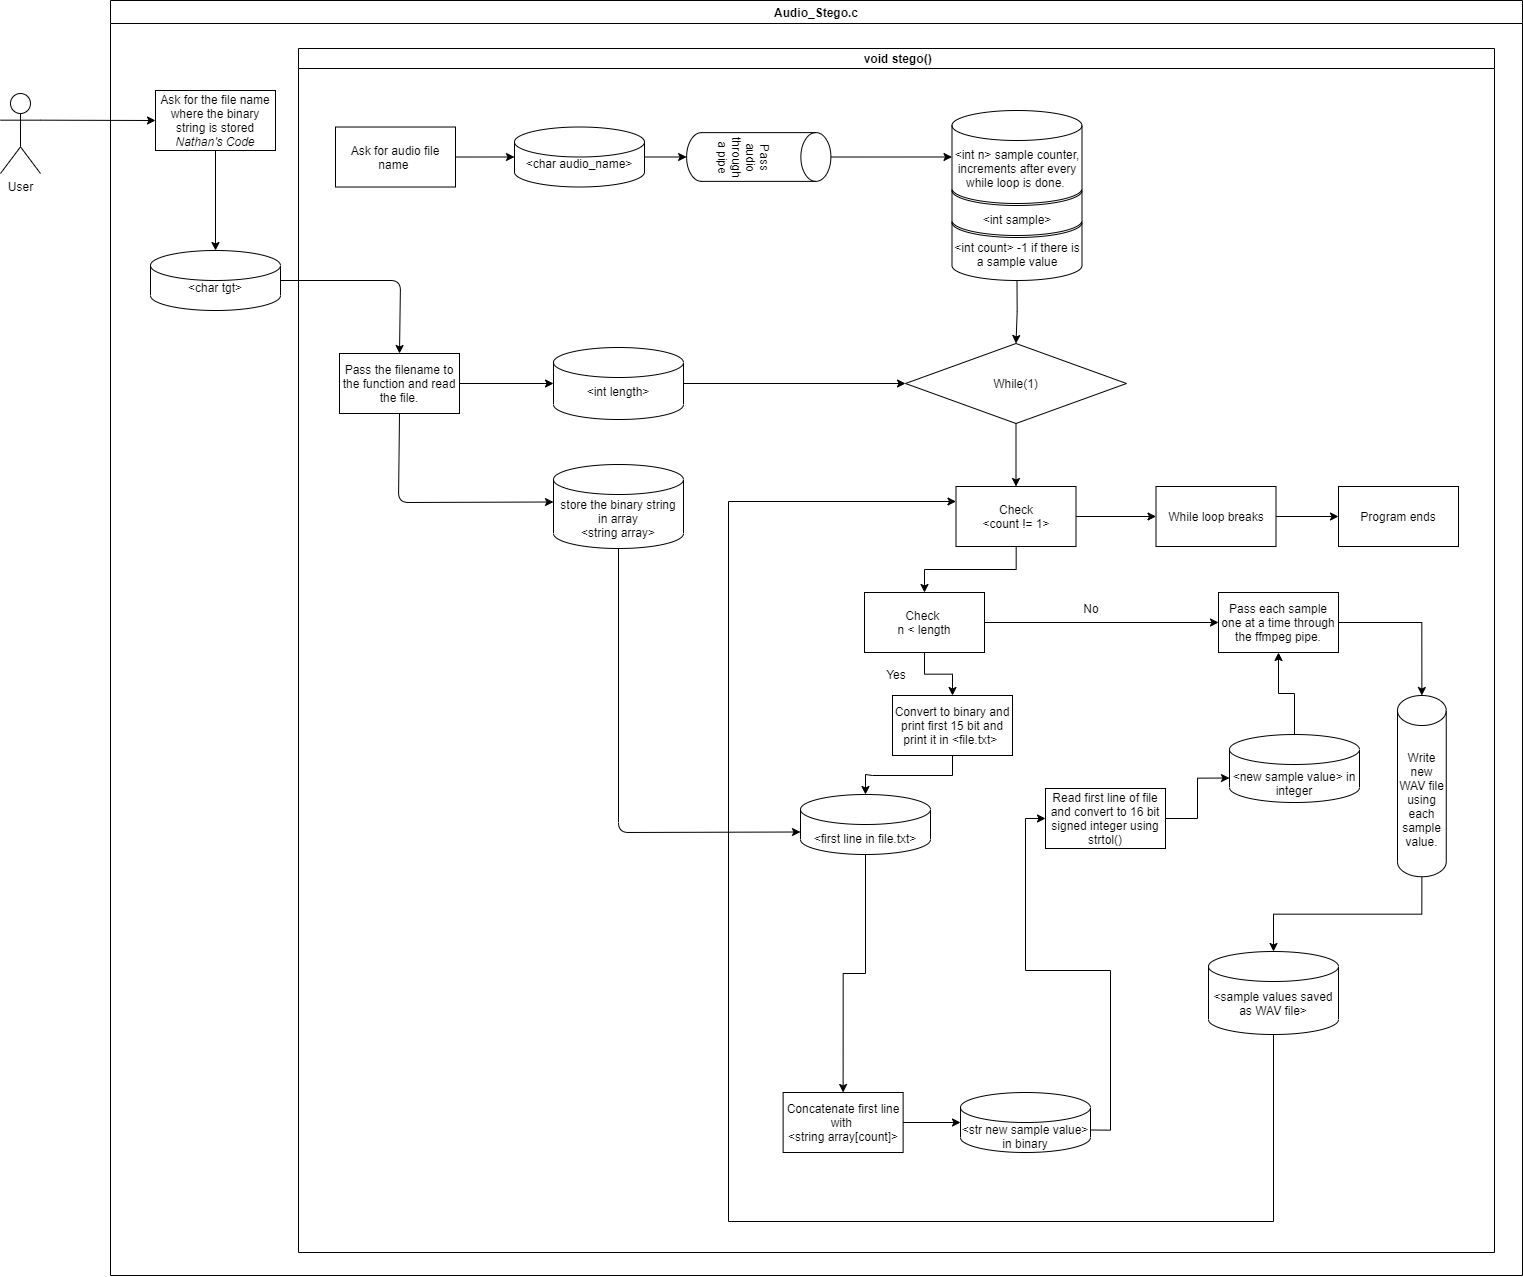 Audio_Stego.c
void stego()
User
Ask for the file name
where the binary
string is stored
Nathan's Code
<char tgt>
Ask for audio file
name
<char audio_name>
Pass
audio
through
a pipe
<int n> sample counter,
increments after every
while loop is done.
<int sample>
<int count> -1 if there is
a sample value
Pass the filename to
the function and read
the file.
<int length>
While(1)
store the binary string
in array
<string array>
Check
<count != 1>
While loop breaks
Program ends
Check
n < length
No
Pass each sample
one at a time through
the ffmpeg pipe.
Yes
Convert to binary and
print first 15 bit and
print it in <file.txt>
<first line in file.txt>
Read first line of file
and convert to 16 bit
signed integer using
strtol()
<new sample value> in
integer
Write
new
WAV file
using
each
sample
value.
<sample values saved
as WAV file>
Concatenate first line
with
<string array[count]>
<str new sample value>
in binary